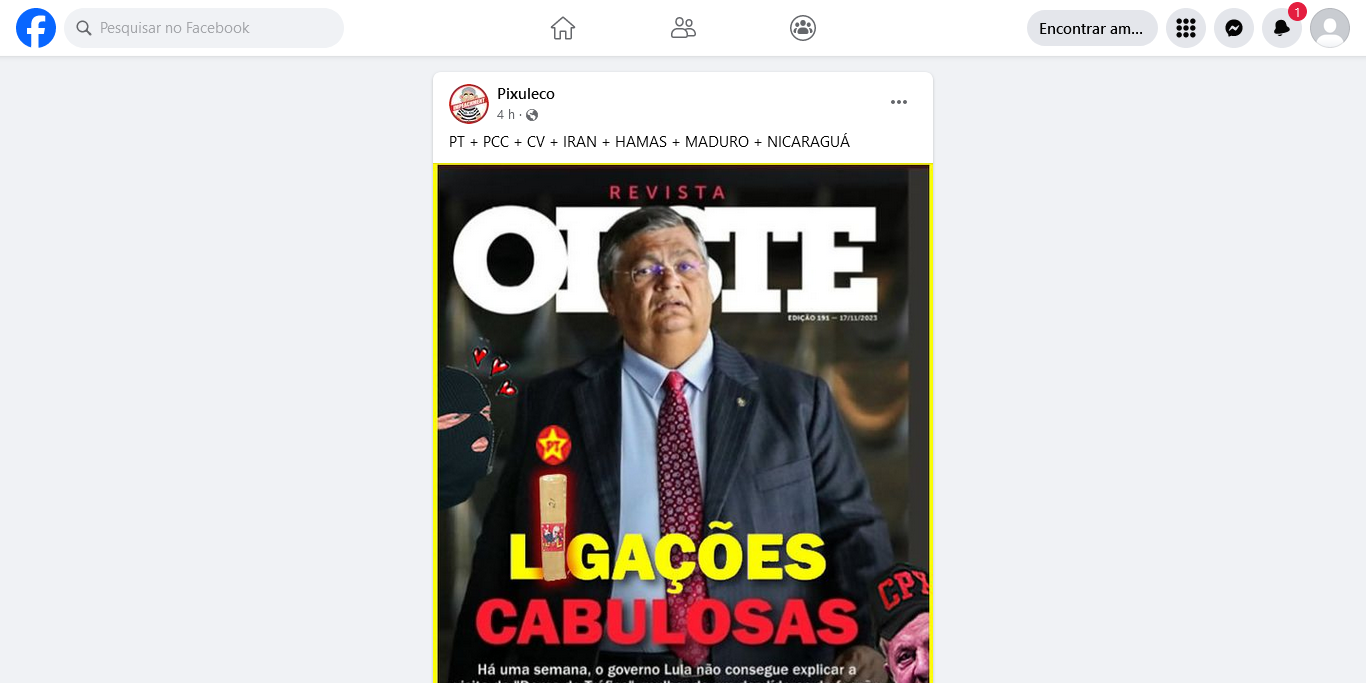 Pesquisar no Facebook
Encontrar am...
1
Pixuleco
4 h ·
PT + PCC + CV + IRAN + HAMAS + MADURO + NICARAGUÁ
REVISTA
OESTE
EDIÇÃO 191 — 17/11/2023
PT
LIGAÇÕES
CABULOSAS
CPX
Há uma semana, o governo Lula não consegue explicar a